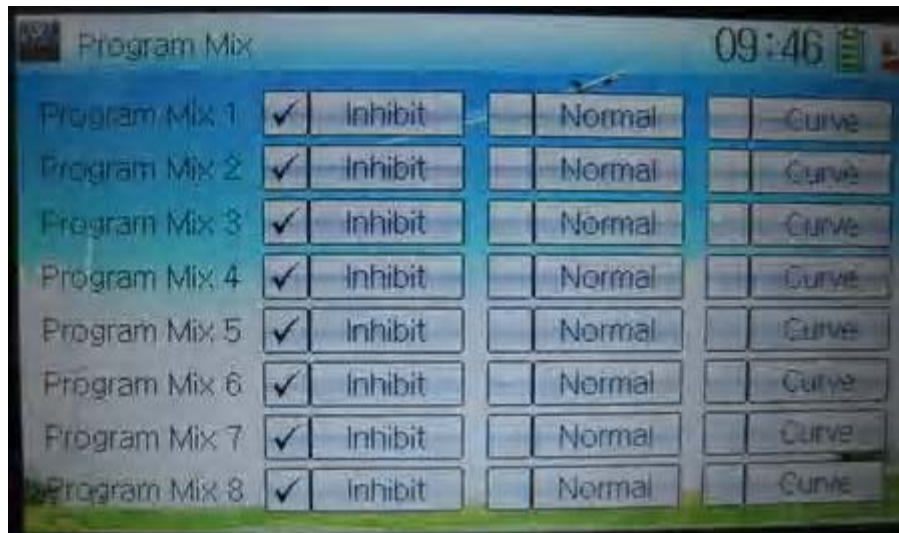 Program Mix 09:46
Program Mix 1 Inhibit Normal Curve
Program Mix 2 Inhibit Normal Curve
Program Mix 3 Inhibit Normal Curve
Program Mix 4 Inhibit Normal Curve
Program Mix 5 Inhibit Normal Curve
Program Mix 6 Inhibit Normal Curve
Program Mix 7 Inhibit Normal Curve
Program Mix 8 Inhibit Normal Curve